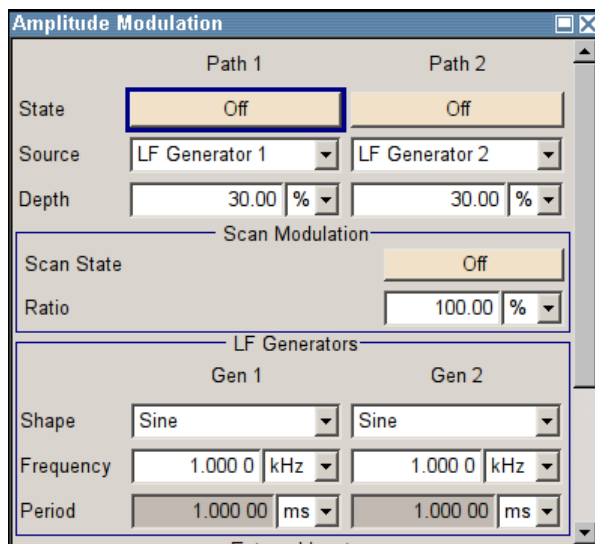 Amplitude Modulation
Path 1 Path 2
State Off Off
Source LF Generator 1 LF Generator 2
Depth 30.00 % 30.00 %
Scan Modulation
Scan State Off
Ratio 100.00 %
LF Generators
Gen 1 Gen 2
Shape Sine Sine
Frequency 1.000 0 kHz 1.000 0 kHz
Period 1.000 00 ms 1.000 00 ms